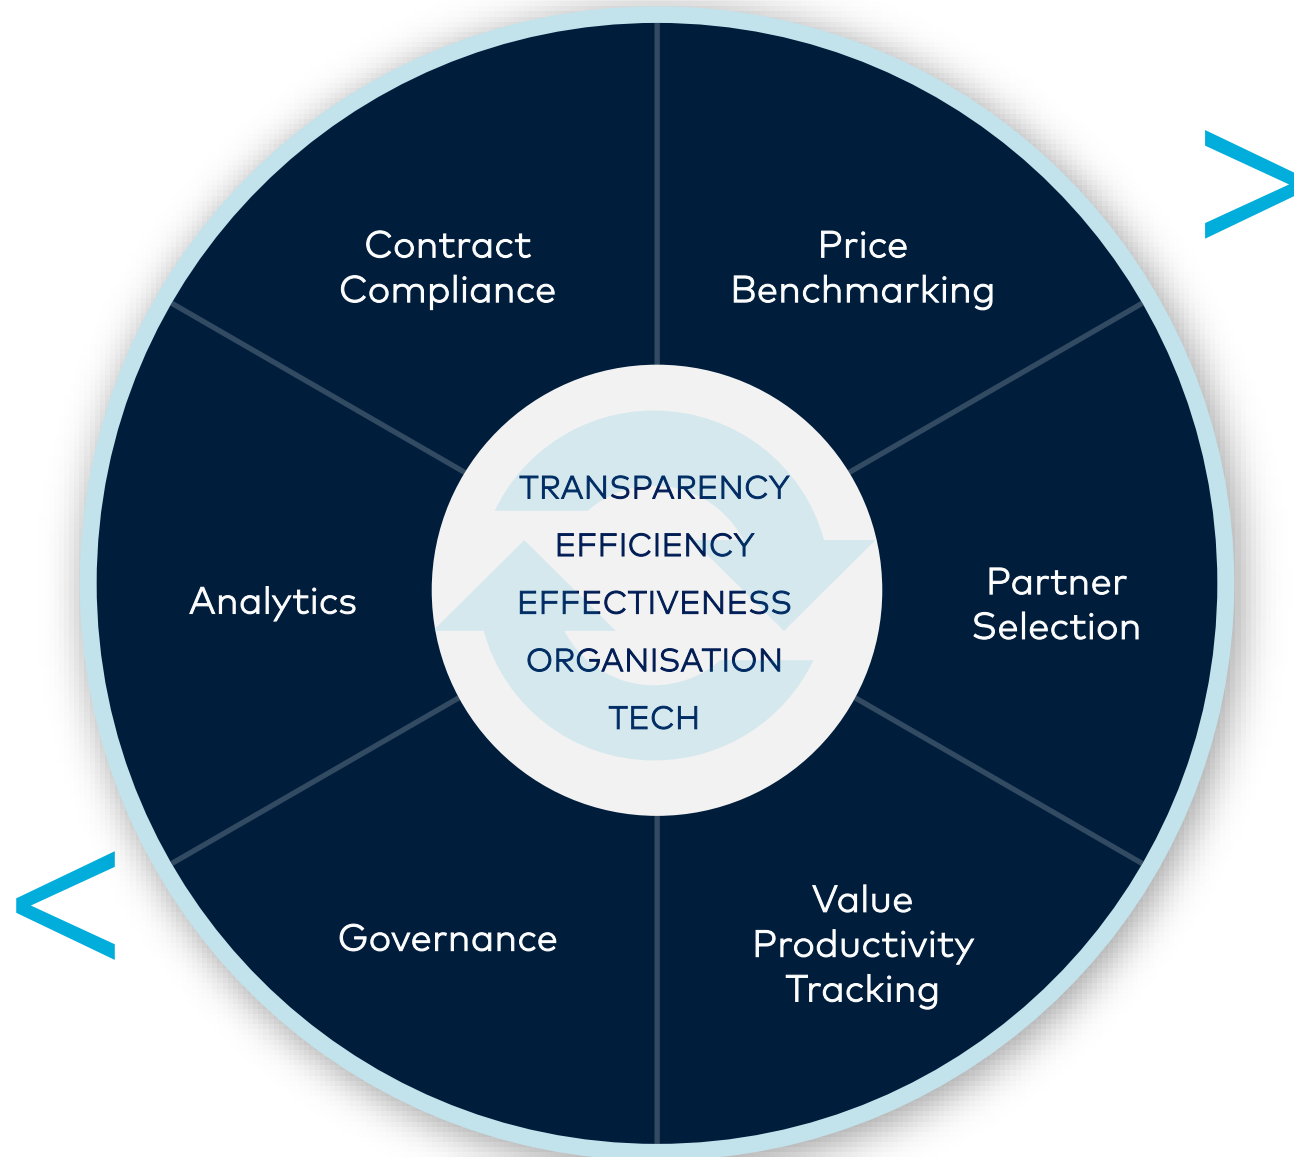 Contract
Compliance
Price
Benchmarking
TRANSPARENCY
EFFICIENCY
EFFECTIVENESS
ORGANISATION
TECH
Analytics
Partner
Selection
Governance
Value
Productivity
Tracking